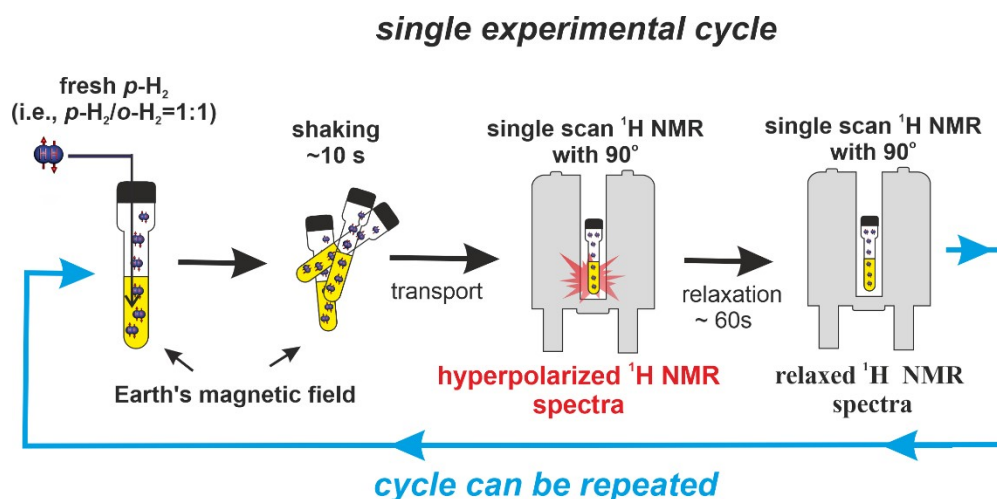 single experimental cycle
fresh p-H₂
(i.e., p-H₂/o-H₂=1:1)
shaking
~10 s
single scan ¹H NMR
with 90°
single scan ¹H NMR
with 90°
transport
relaxation
~ 60s
Earth's magnetic field
hyperpolarized ¹H NMR
spectra
relaxed ¹H NMR
spectra
cycle can be repeated